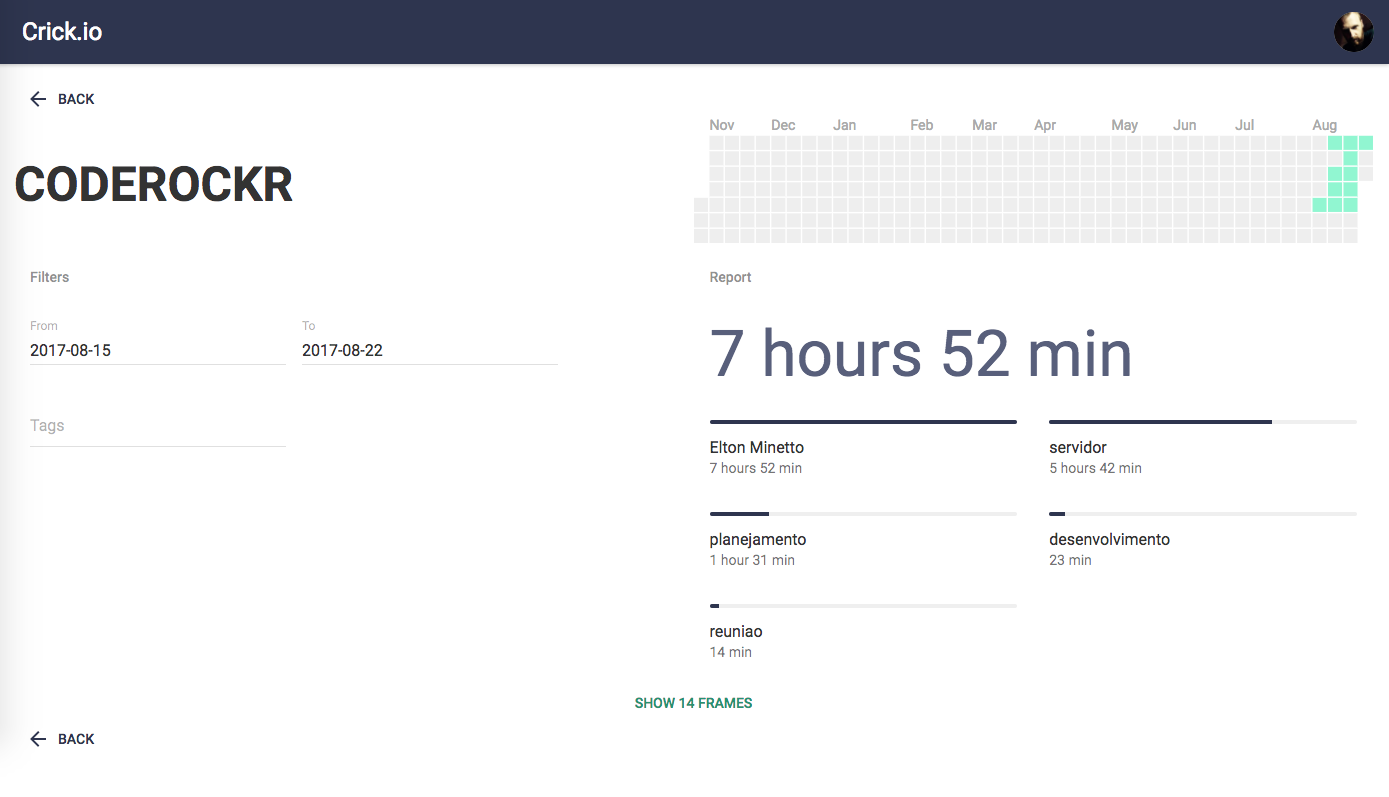 Crick.io
BACK
CODEROCKR
Nov Dec Jan Feb Mar Apr May Jun Jul Aug
Filters
From
2017-08-15
To
2017-08-22
Tags
Report
7 hours 52 min
Elton Minetto
7 hours 52 min
servidor
5 hours 42 min
planejamento
1 hour 31 min
desenvolvimento
23 min
reuniao
14 min
SHOW 14 FRAMES
BACK